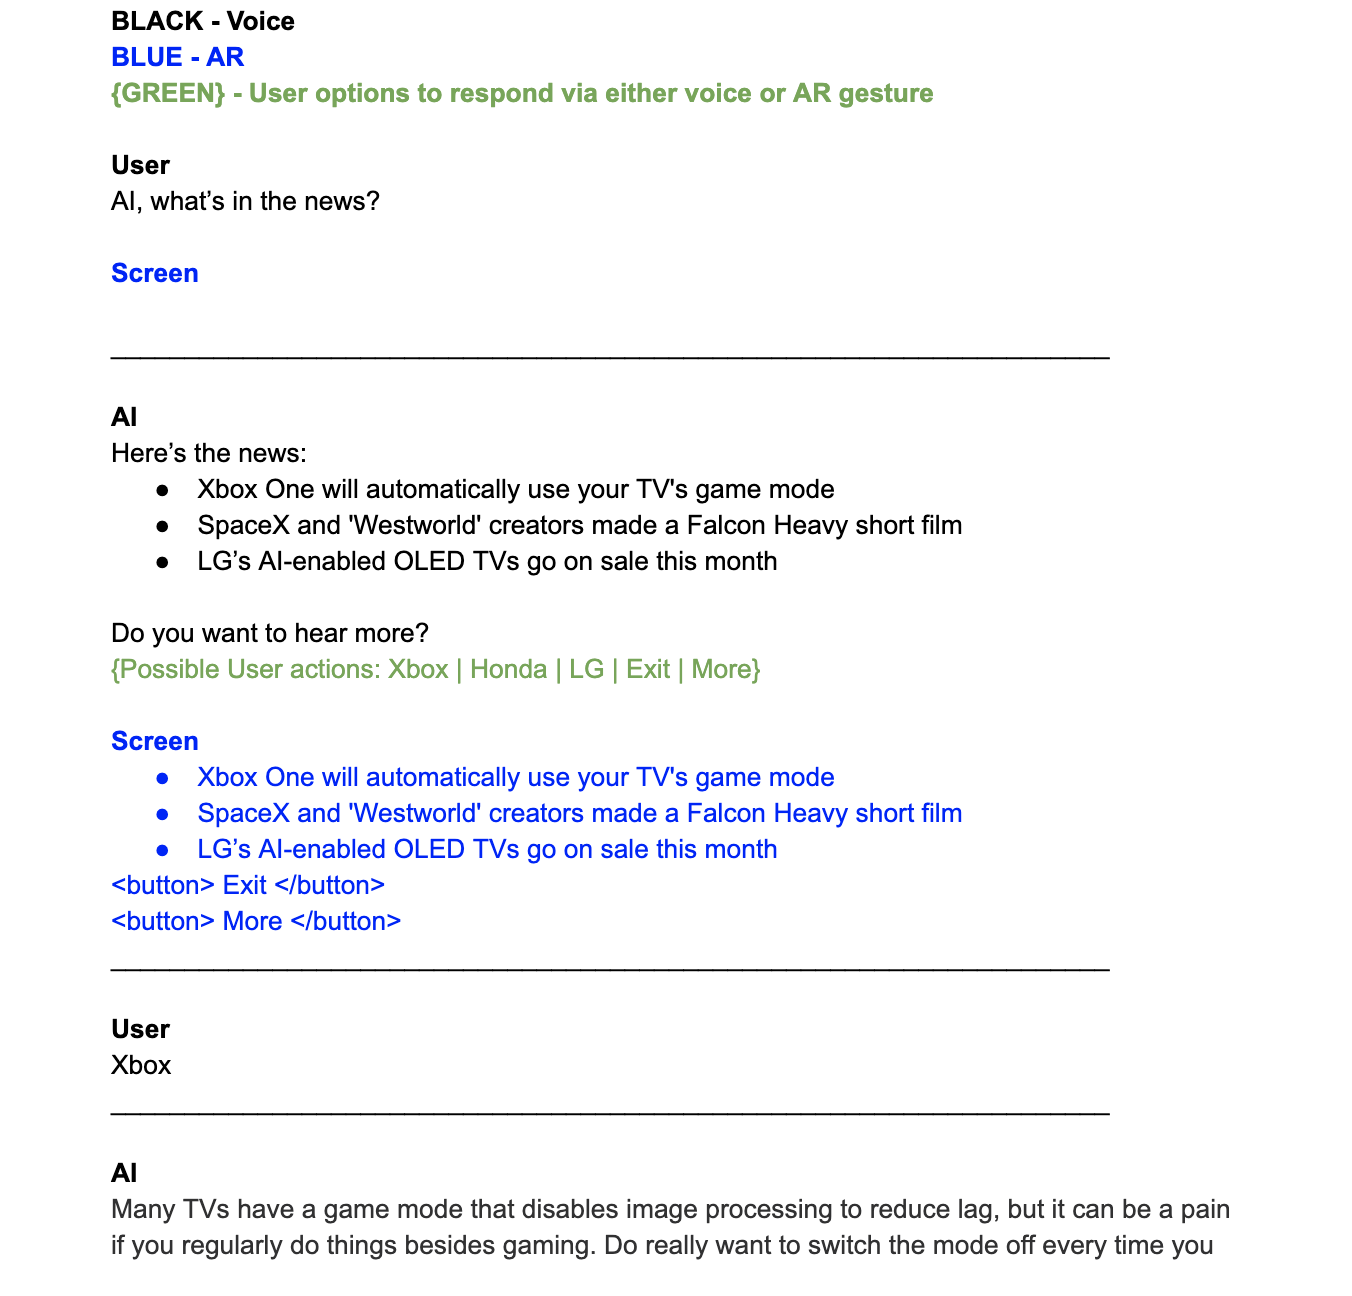 BLACK - Voice
BLUE - AR
{GREEN} - User options to respond via either voice or AR gesture
User
AI, what’s in the news?
Screen
AI
Here’s the news:
● Xbox One will automatically use your TV's game mode
● SpaceX and 'Westworld' creators made a Falcon Heavy short film
● LG’s AI-enabled OLED TVs go on sale this month
Do you want to hear more?
{Possible User actions: Xbox | Honda | LG | Exit | More}
Screen
● Xbox One will automatically use your TV's game mode
● SpaceX and 'Westworld' creators made a Falcon Heavy short film
● LG’s AI-enabled OLED TVs go on sale this month
<button> Exit </button>
<button> More </button>
User
Xbox
AI
Many TVs have a game mode that disables image processing to reduce lag, but it can be a pain
if you regularly do things besides gaming. Do really want to switch the mode off every time you